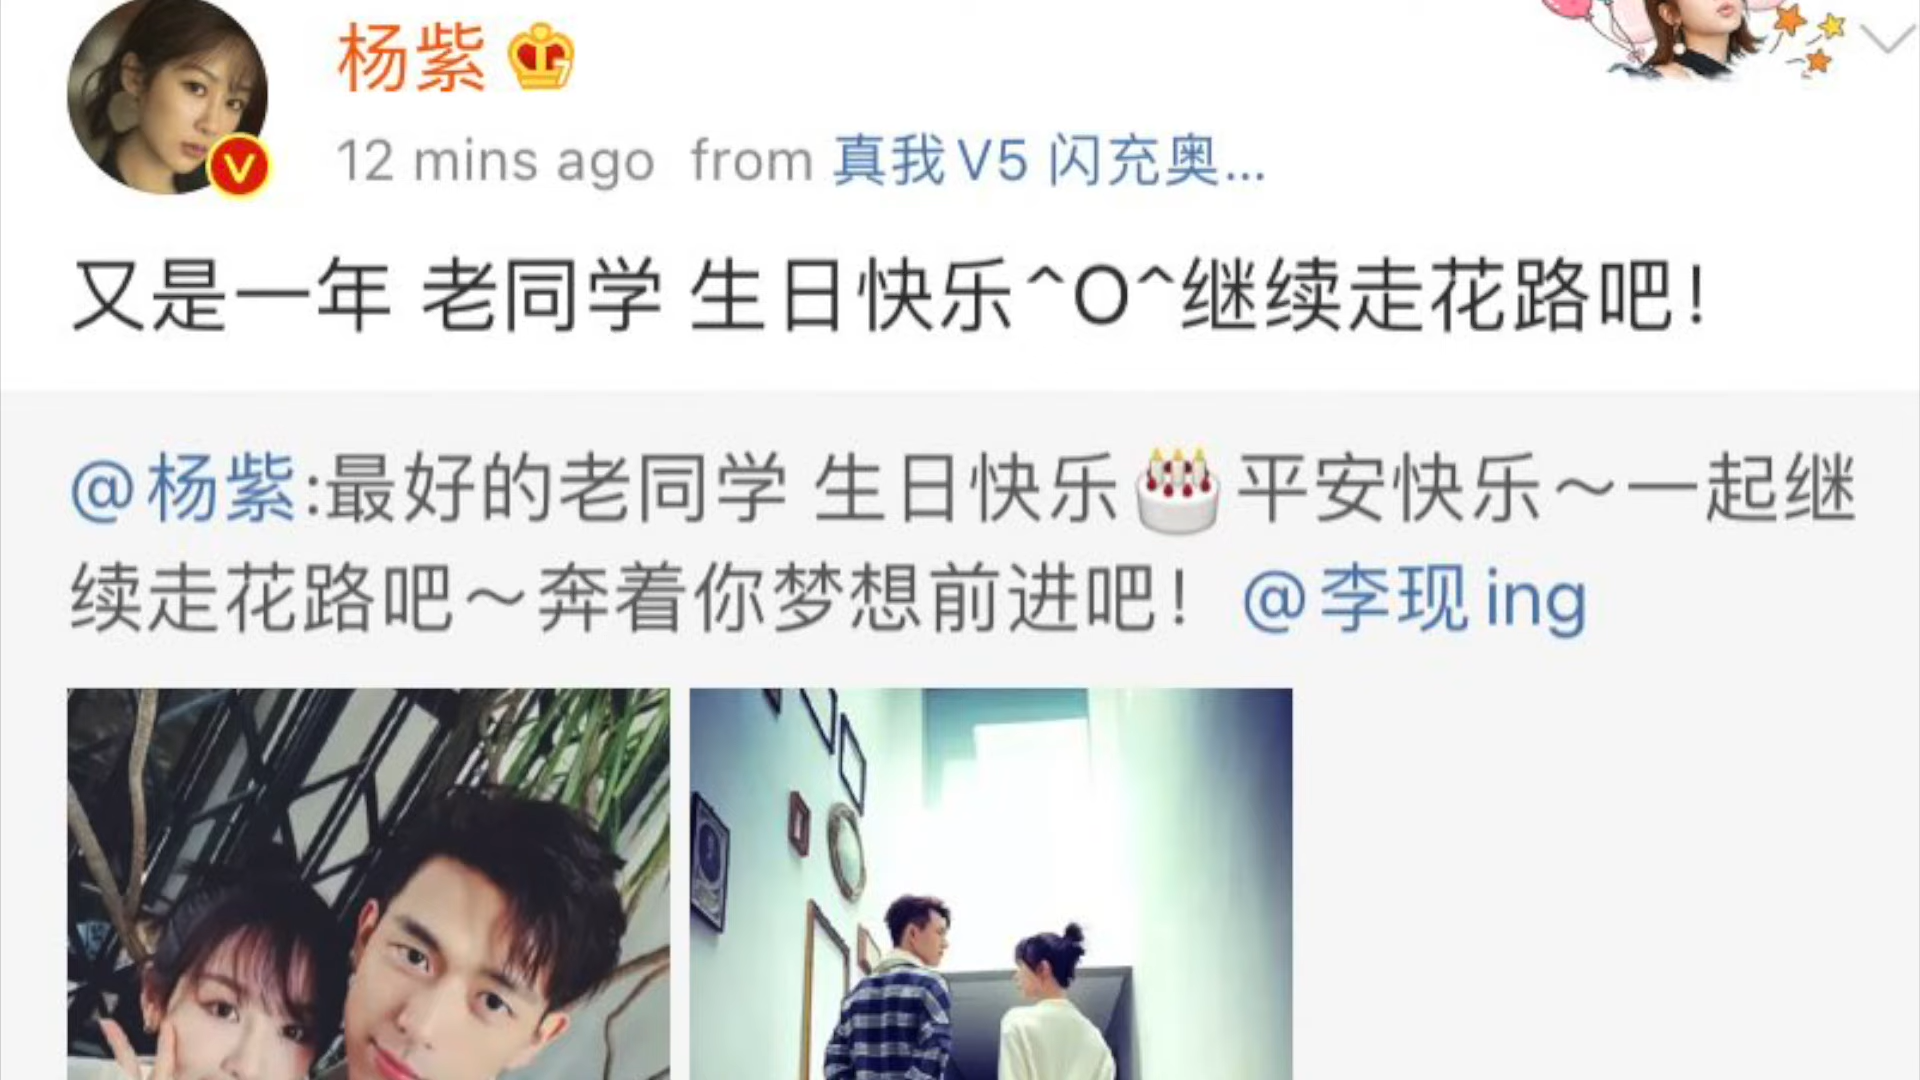 杨紫
12 mins ago from 真我V5 闪充奥...
又是一年 老同学 生日快乐^O^继续走花路吧！
@杨紫:最好的老同学 生日快乐🎂平安快乐～一起继
续走花路吧～奔着你梦想前进吧！ @李现ing